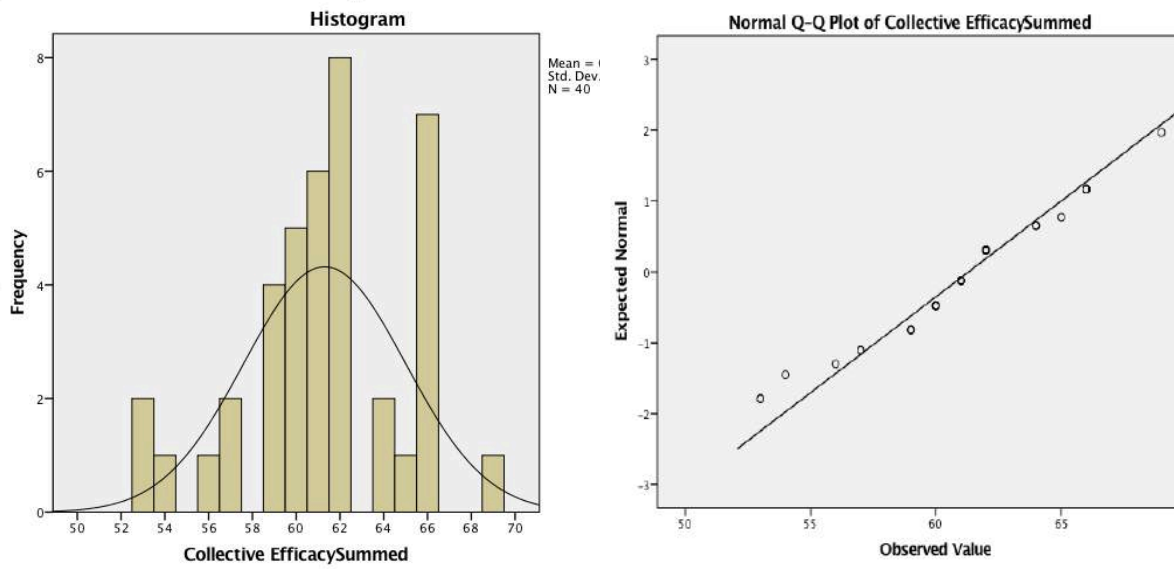 Histogram
Mean =
Std. Dev.
N = 40
Frequency
8
6
4
2
0
50 52 54 56 58 60 62 64 66 68 70
Collective EfficacySummed
Normal Q-Q Plot of Collective EfficacySummed
Expected Normal
3
2
1
0
-1
-2
-3
50 55 60 65
Observed Value